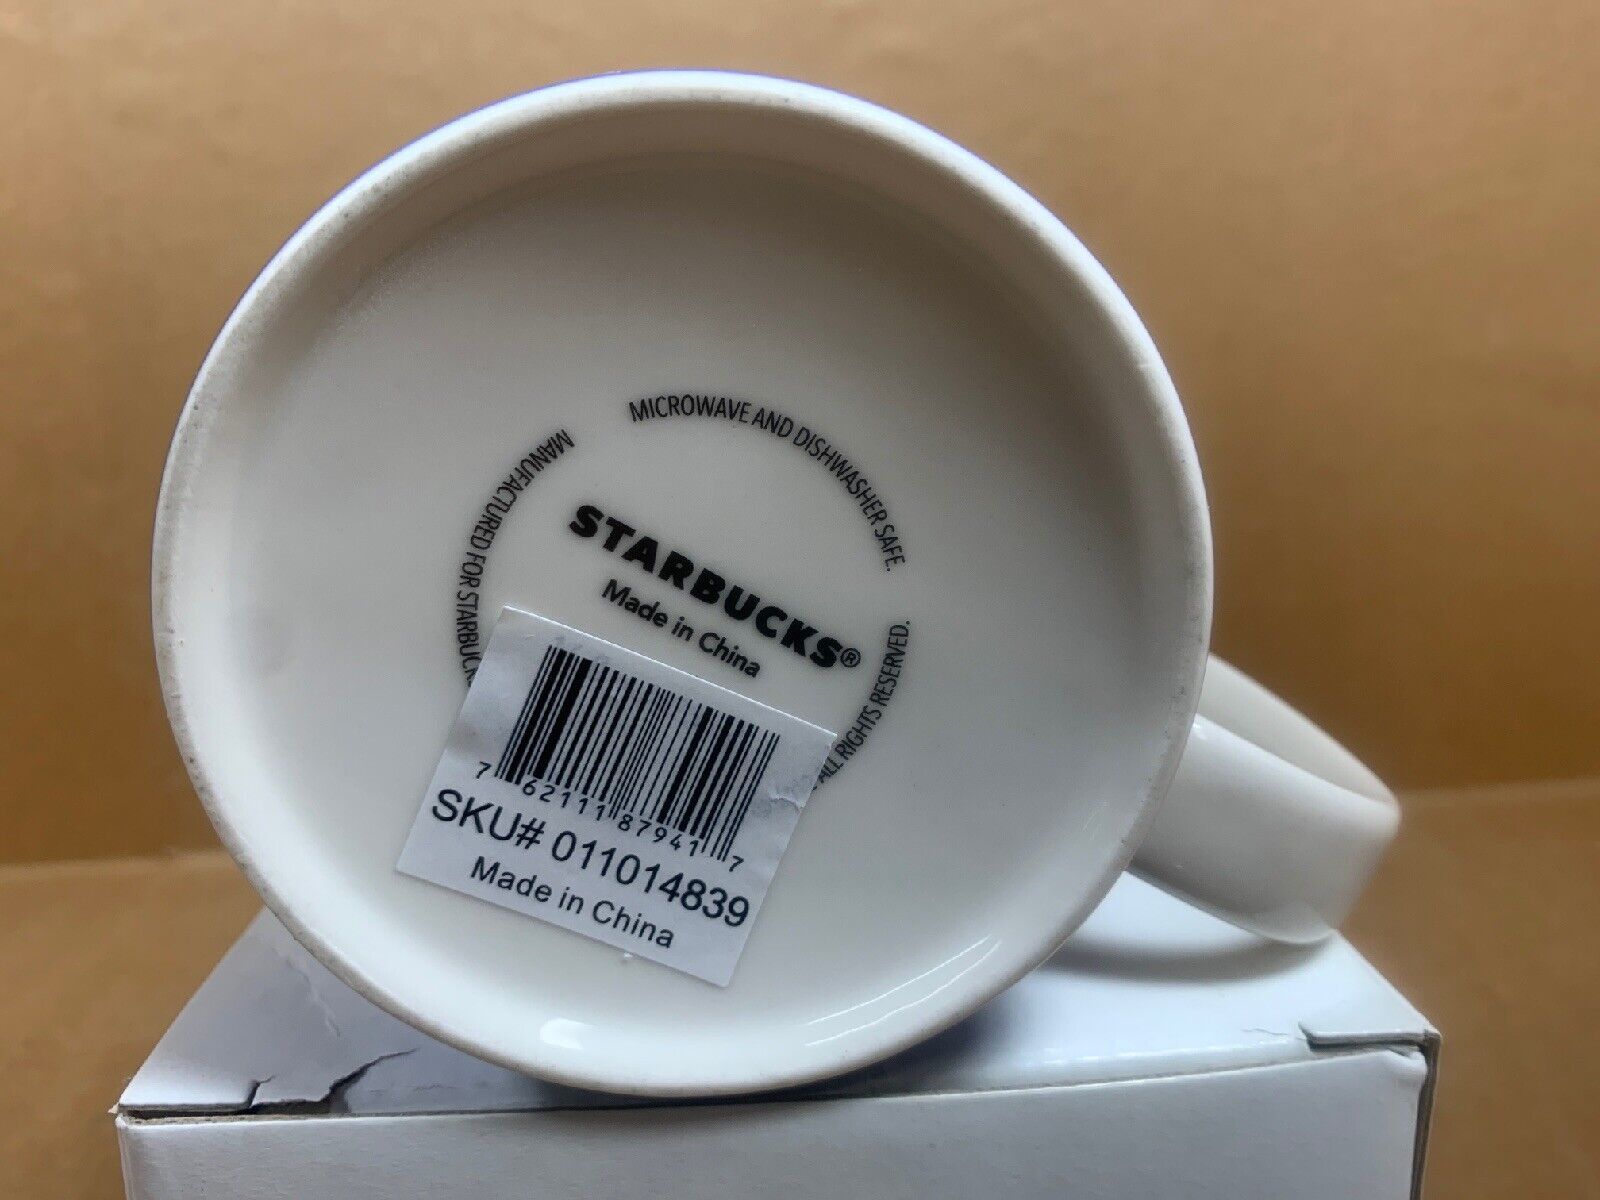 MICROWAVE AND DISHWASHER SAFE.
MANUFACTURED FOR STARBUCK
STARBUCKS®
Made in China
ALL RIGHTS RESERVED.
7 62111 87941 7
SKU# 011014839
Made in China